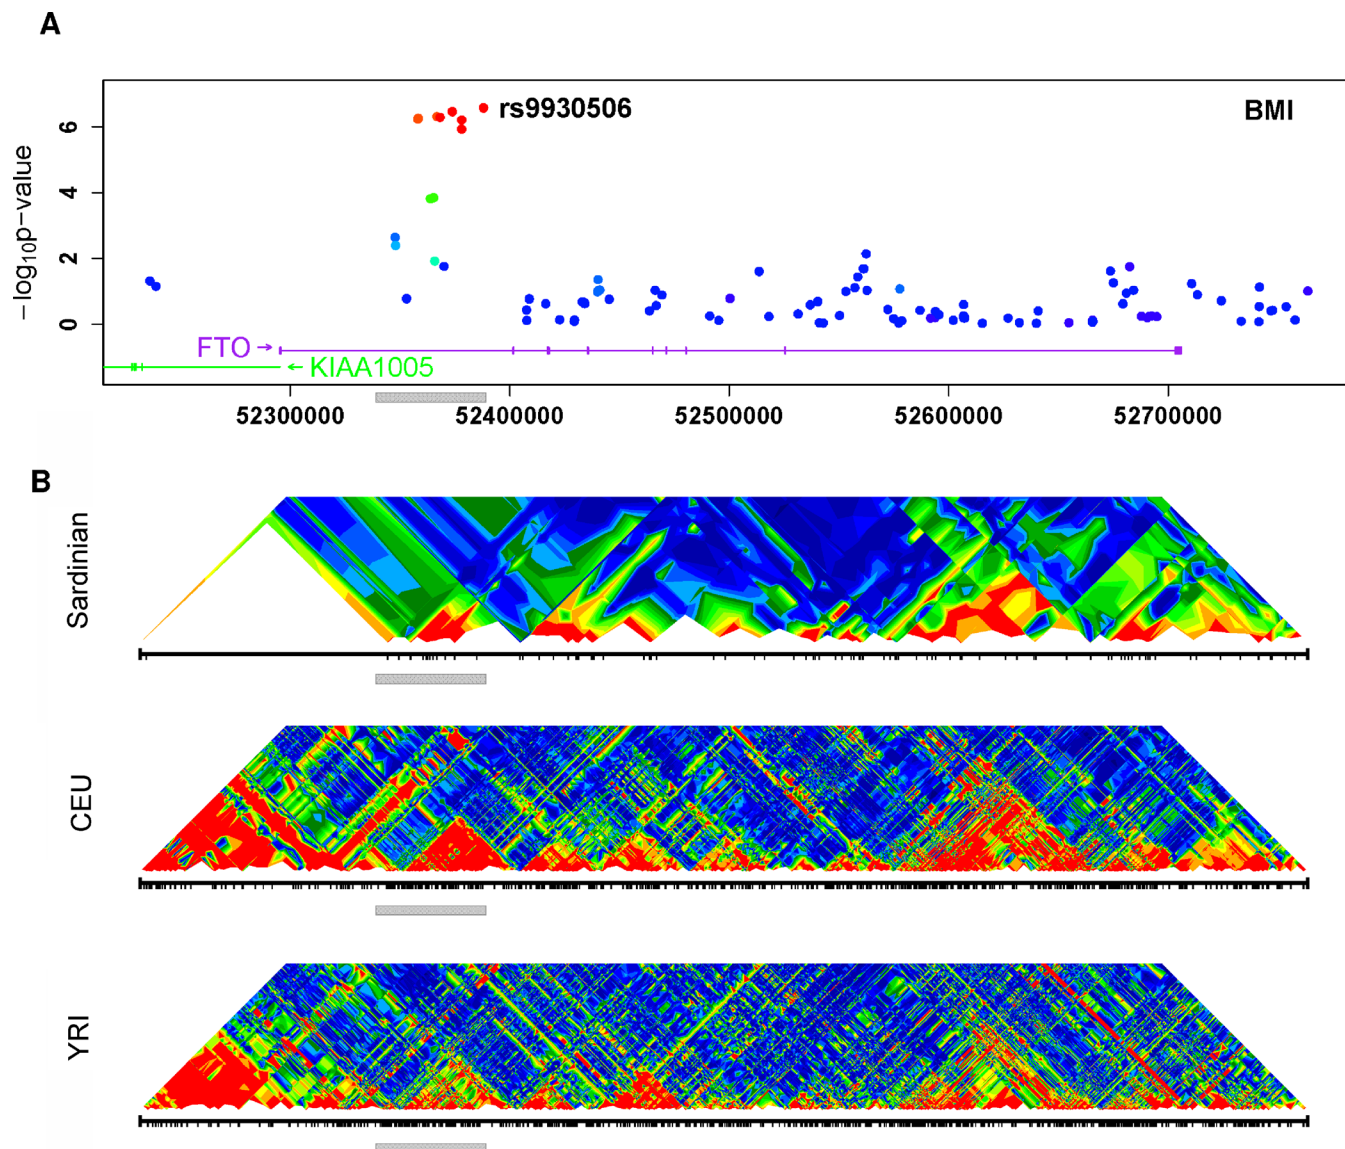 A
rs9930506
BMI
−log10p−value
6
4
2
0
FTO →
← KIAA1005
52300000 52400000 52500000 52600000 52700000
B
Sardinian
CEU
YRI